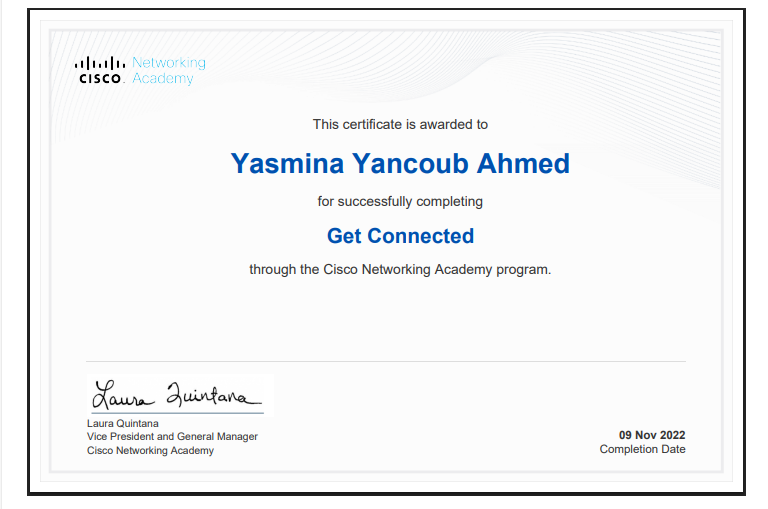 Networking
CISCO Academy
This certificate is awarded to
Yasmina Yancoub Ahmed
for successfully completing
Get Connected
through the Cisco Networking Academy program.
Laura Quintana
Laura Quintana
Vice President and General Manager
Cisco Networking Academy
09 Nov 2022
Completion Date